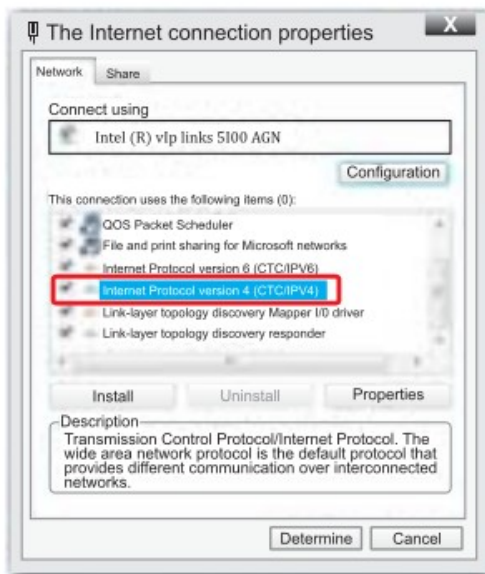 The Internet connection properties
X
Network
Share
Connect using
Intel (R) vIp links 5I00 AGN
Configuration
This connection uses the following items (0):
QOS Packet Scheduler
File and print sharing for Microsoft networks
Internet Protocol version 6 (CTC/IPV6)
Internet Protocol version 4 (CTC/IPV4)
Link-layer topology discovery Mapper I/0 driver
Link-layer topology discovery responder
Install
Uninstall
Properties
Description
Transmission Control Protocol/Internet Protocol. The
wide area network protocol is the default protocol that
provides different communication over interconnected
networks.
Determine
Cancel